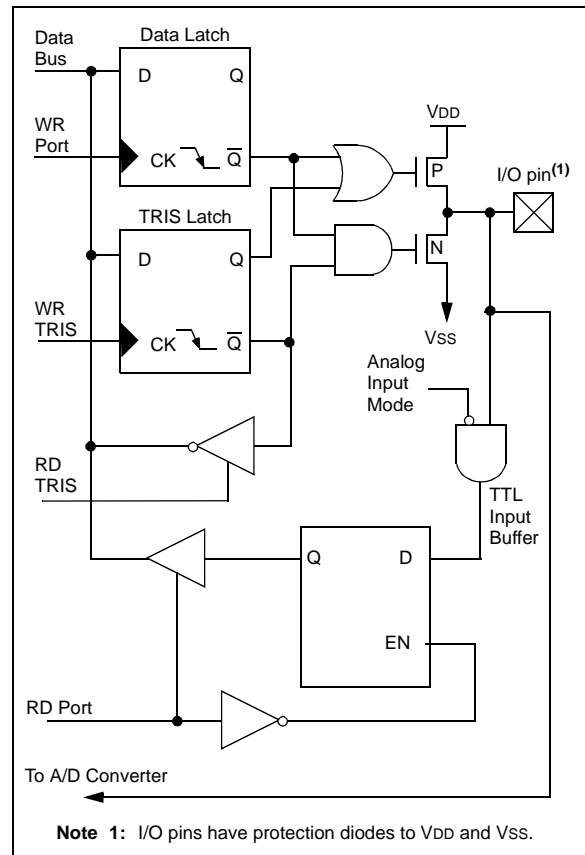 Data
Bus
Data Latch
D Q
WR
Port
CK Q
VDD
P
I/O pin(1)
TRIS Latch
D Q
N
WR
TRIS
CK Q
VSS
Analog
Input
Mode
RD
TRIS
TTL
Input
Buffer
Q D
EN
RD Port
To A/D Converter
Note 1: I/O pins have protection diodes to VDD and VSS.